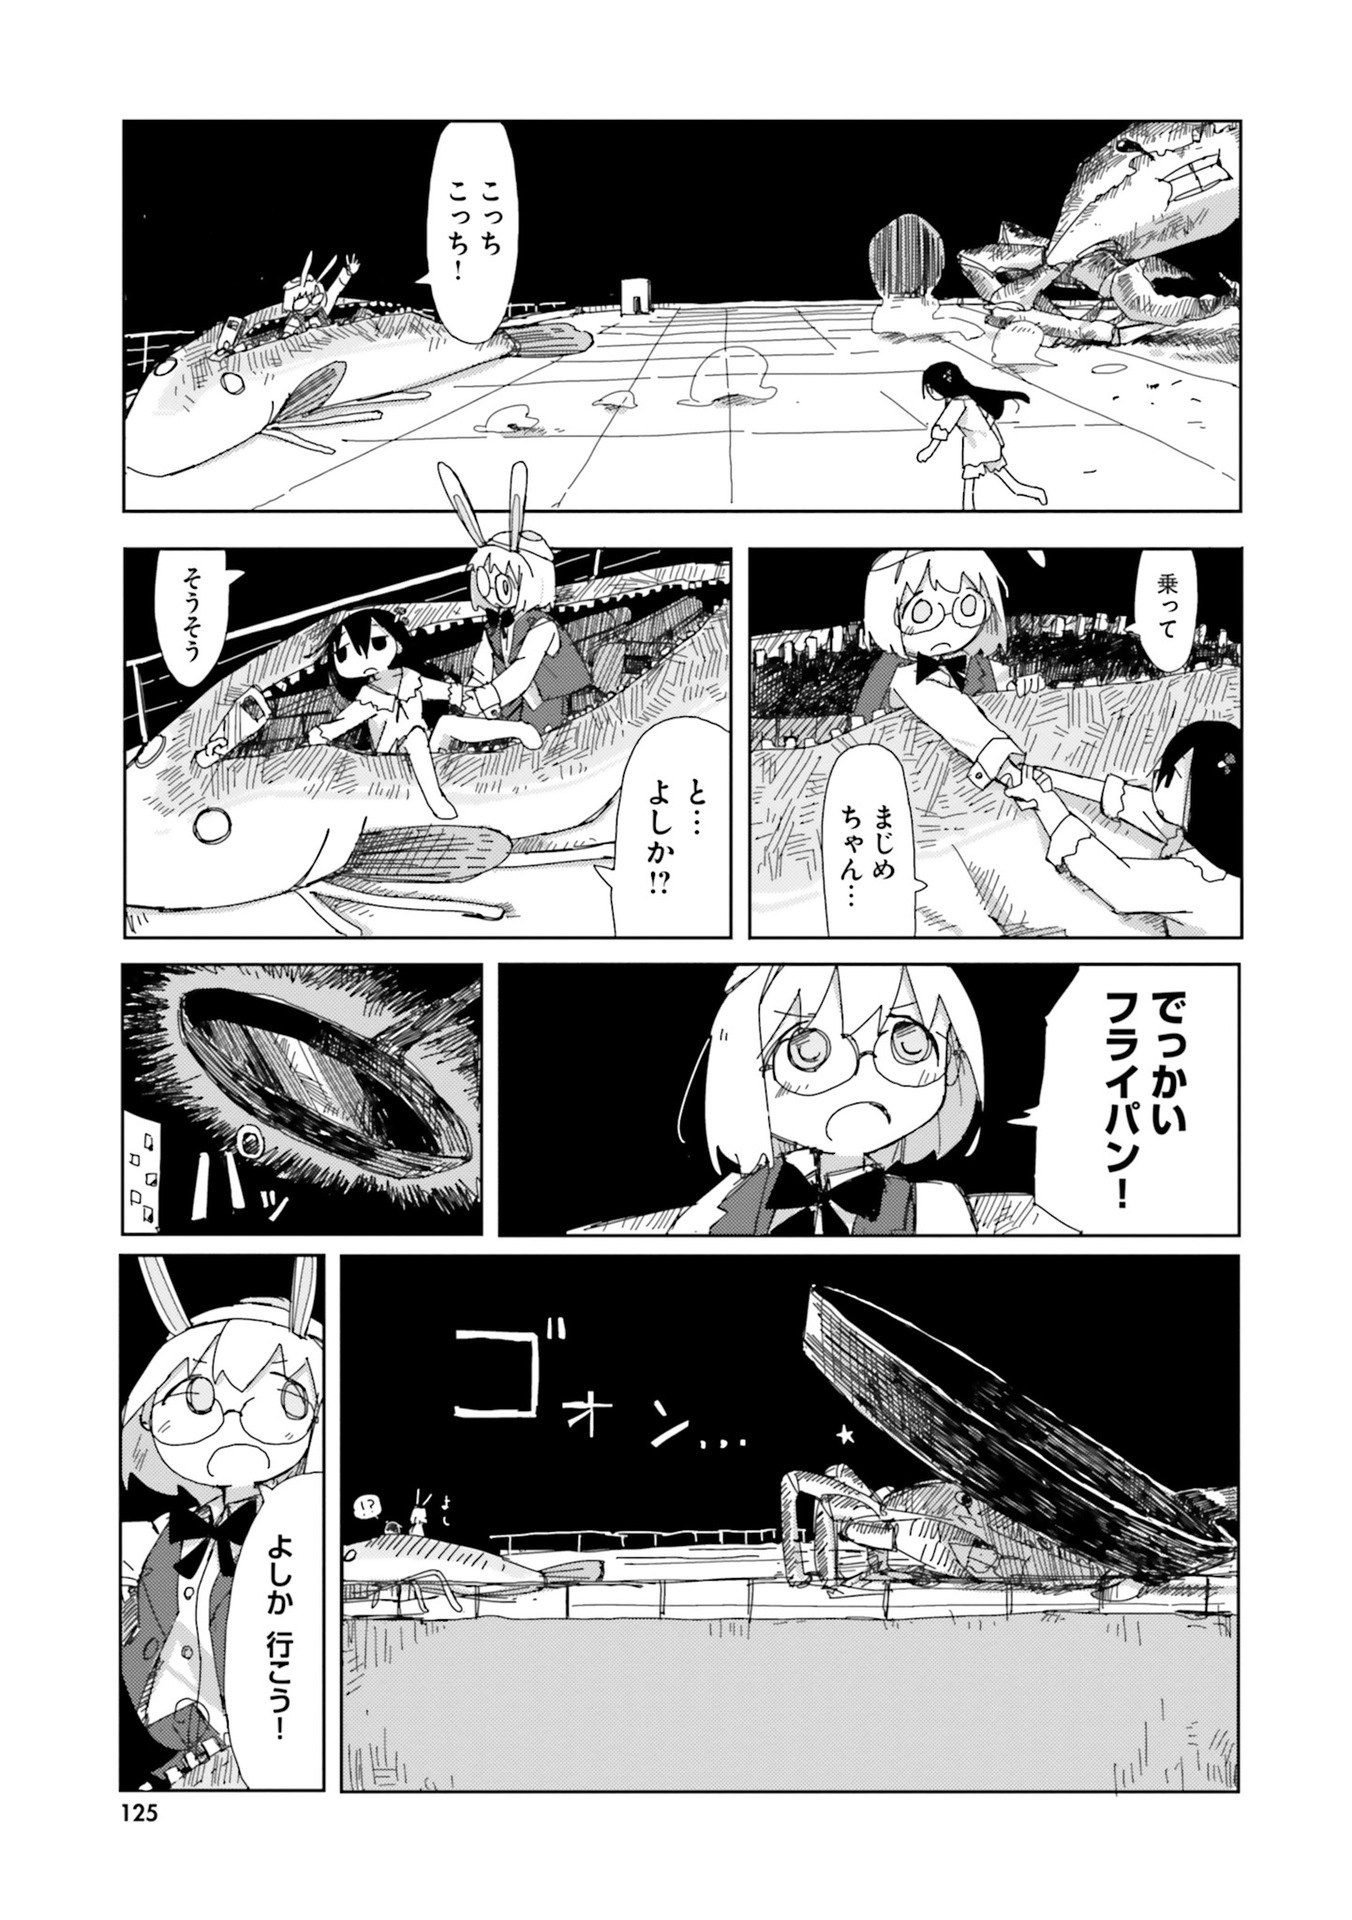 こっち
こっち！
乗って
まじめ
ちゃん…
と…
よしか!?
そうそう
でっかい
フライパン！
ゴォン…
!?
よし
よしか 行こう！
125